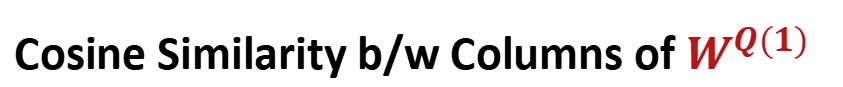 Cosine Similarity b/w Columns of W^{Q(1)}